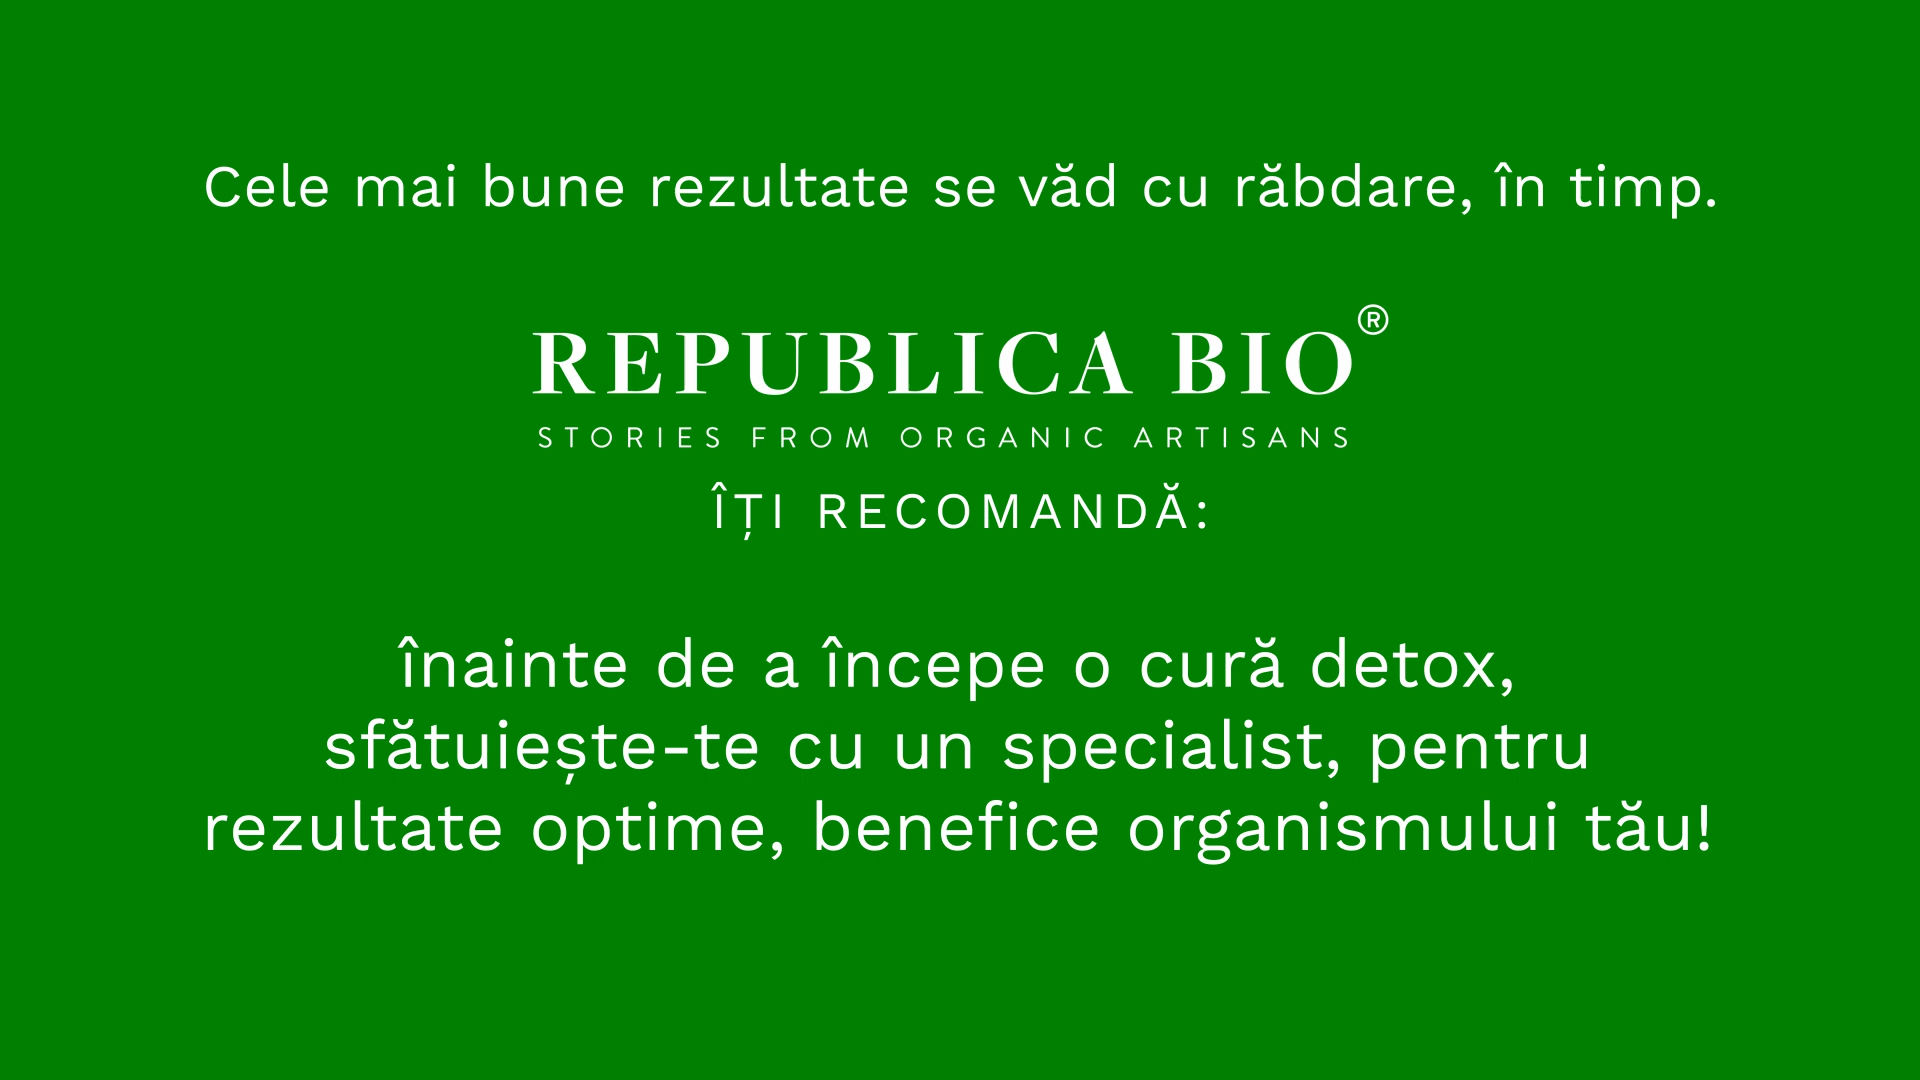 Cele mai bune rezultate se văd cu răbdare, în timp.
REPUBLICA BIO®
STORIES FROM ORGANIC ARTISANS
ÎȚI RECOMANDĂ:
înainte de a începe o cură detox,
sfătuiește-te cu un specialist, pentru
rezultate optime, benefice organismului tău!